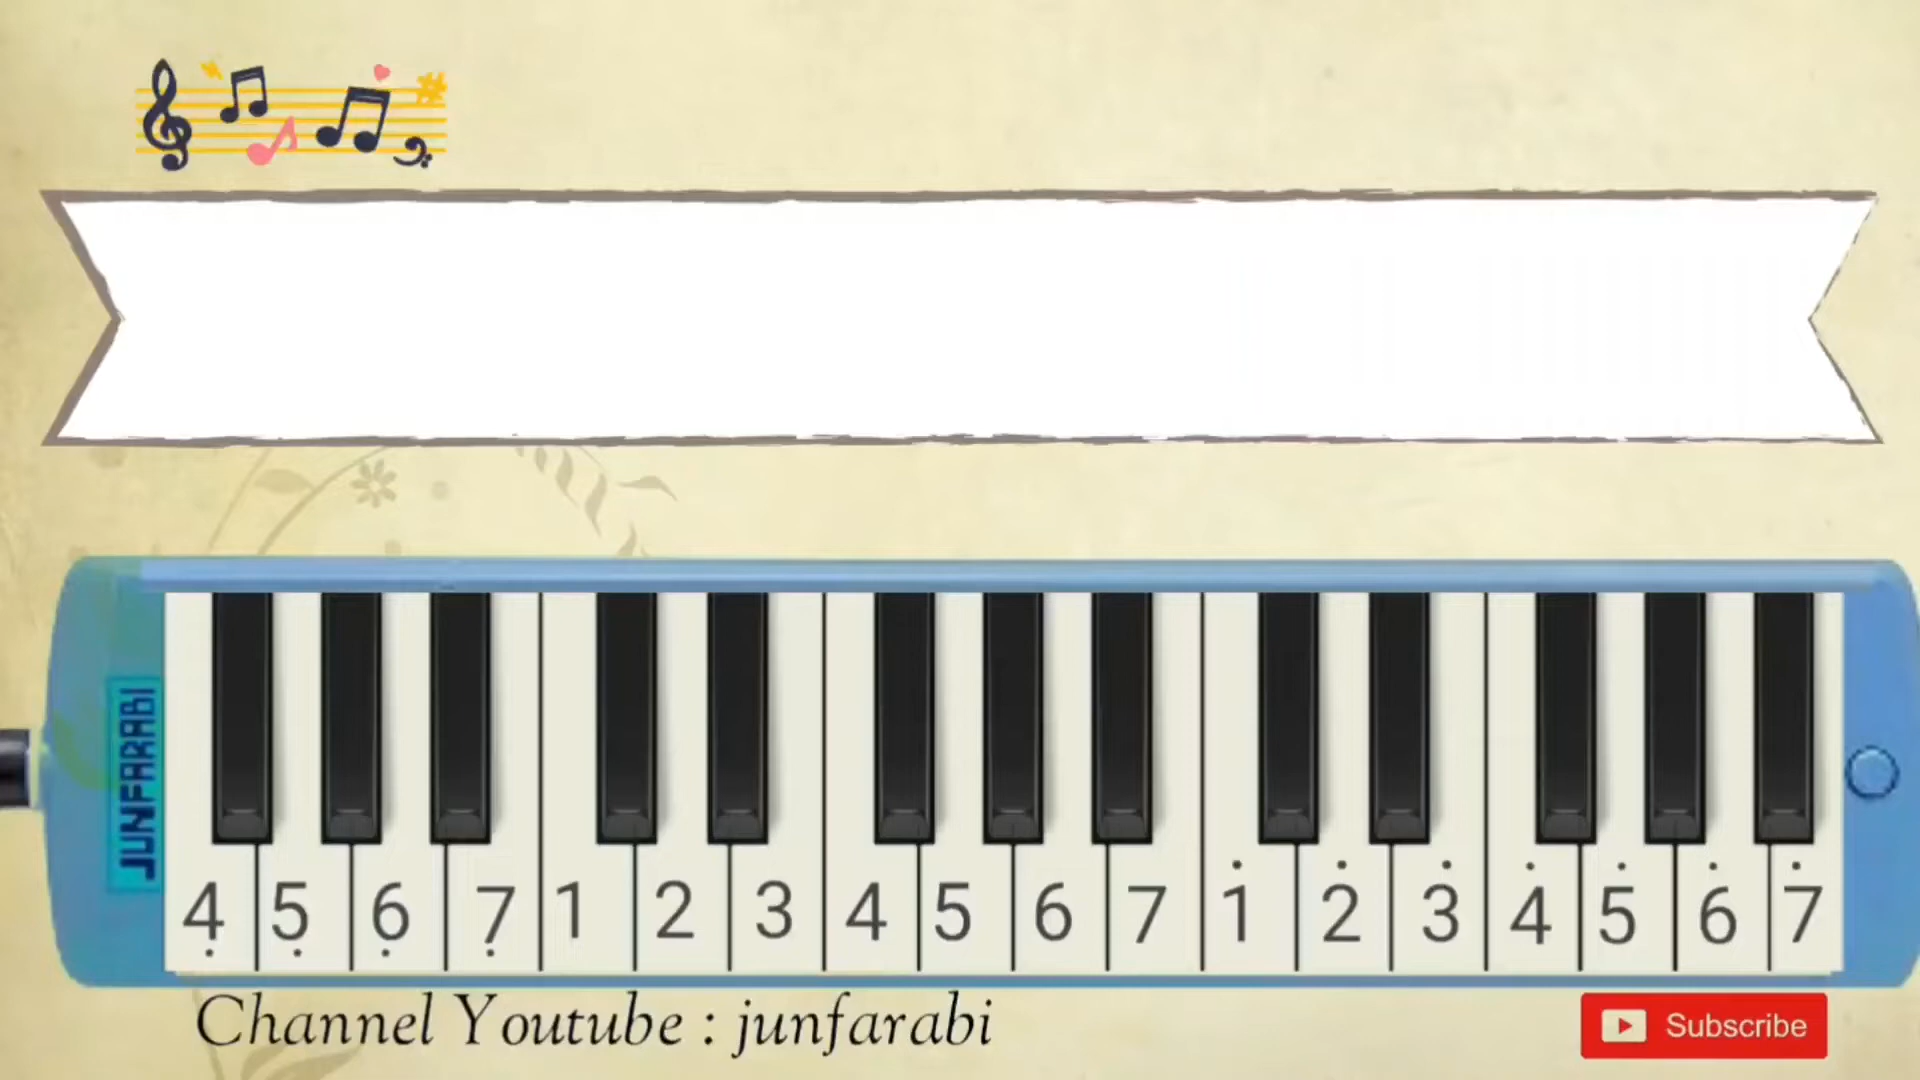 JUNFARABI
4̣ 5̣ 6̣ 7̣ 1 2 3 4 5 6 7 1̇ 2̇ 3̇ 4̇ 5̇ 6̇ 7̇
Channel Youtube : junfarabi
Subscribe